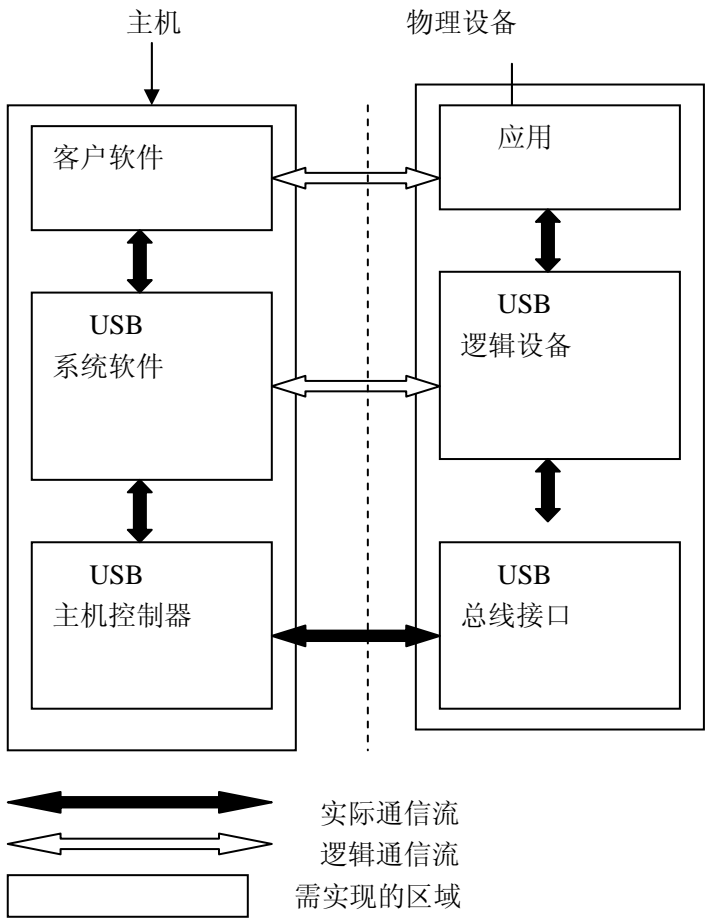 主机
物理设备
客户软件
应用
USB
系统软件
USB
逻辑设备
USB
主机控制器
USB
总线接口
实际通信流
逻辑通信流
需实现的区域